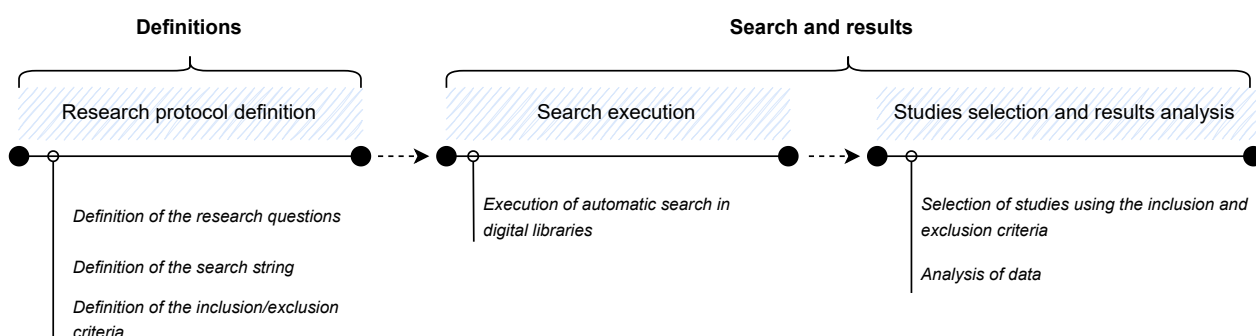 Definitions
Search and results
Research protocol definition
Search execution
Studies selection and results analysis
Definition of the research questions
Definition of the search string
Definition of the inclusion/exclusion
criteria
Execution of automatic search in
digital libraries
Selection of studies using the inclusion and
exclusion criteria
Analysis of data